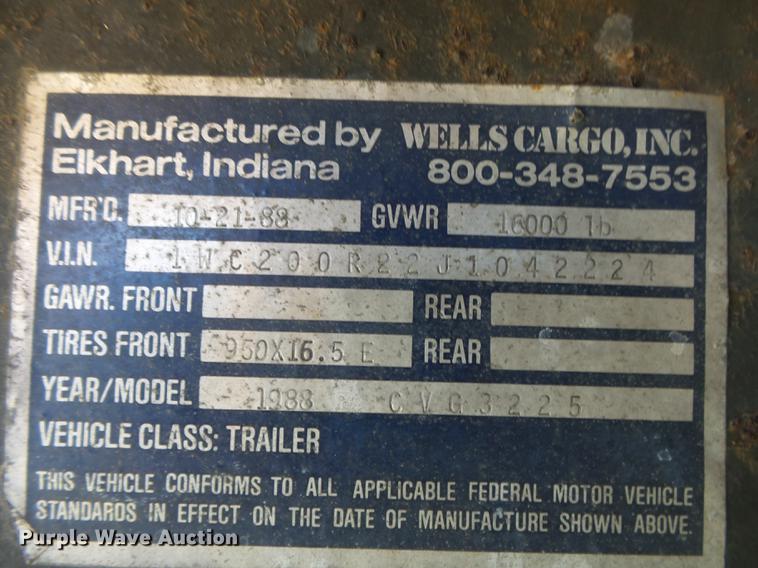 Manufactured by WELLS CARGO, INC.
Elkhart, Indiana 800-348-7553
MFR'D. 10-21-88 GVWR 16000 lb
V.I.N. 1WC200R22J1042224
GAWR. FRONT REAR
TIRES FRONT 950X16.5 E REAR
YEAR/MODEL 1988 CVG3225
VEHICLE CLASS: TRAILER
THIS VEHICLE CONFORMS TO ALL APPLICABLE FEDERAL MOTOR VEHICLE
STANDARDS IN EFFECT ON THE DATE OF MANUFACTURE SHOWN ABOVE.
Purple Wave Auction